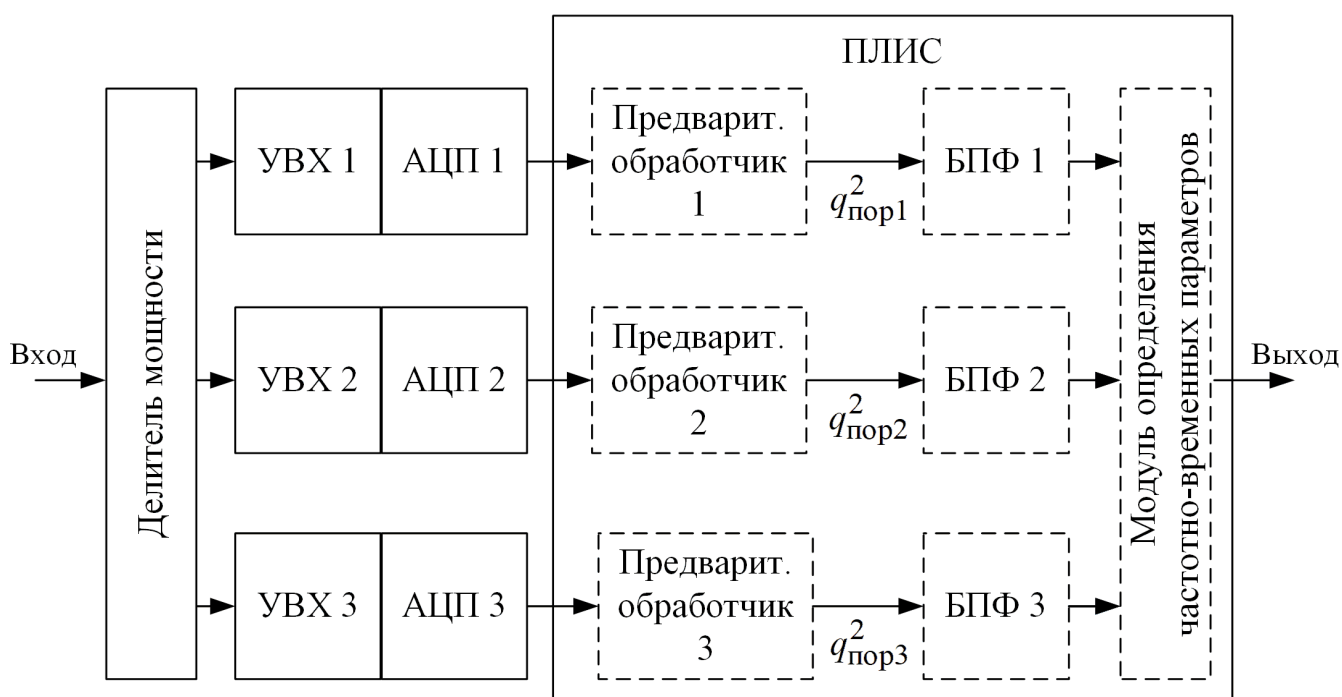 ПЛИС
Вход
Делитель мощности
УВХ 1
АЦП 1
Предварит.
обработчик
1
q²пор1
БПФ 1
УВХ 2
АЦП 2
Предварит.
обработчик
2
q²пор2
БПФ 2
УВХ 3
АЦП 3
Предварит.
обработчик
3
q²пор3
БПФ 3
Модуль определения
частотно-временных параметров
Выход